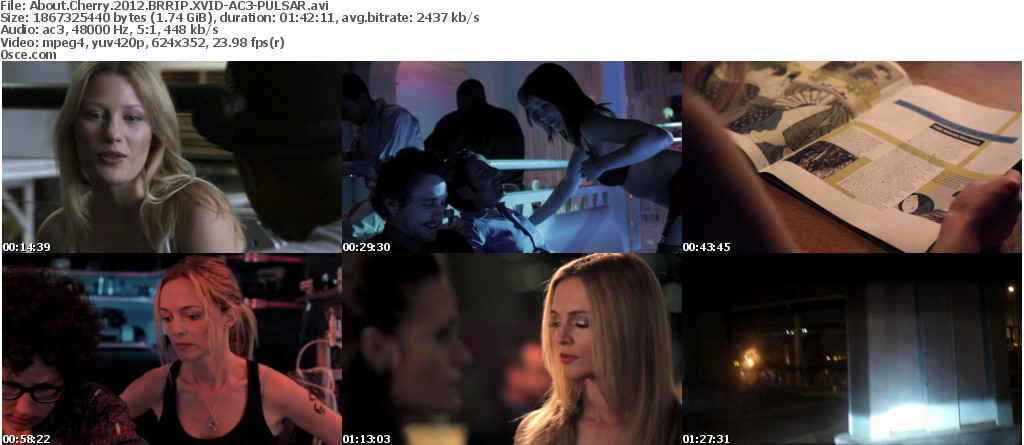 File: About.Cherry.2012.BRRIP.XVID-AC3-PULSAR.avi
Size: 1867325440 bytes (1.74 GiB), duration: 01:42:11, avg.bitrate: 2437 kb/s
Audio: ac3, 48000 Hz, 5:1, 448 kb/s
Video: mpeg4, yuv420p, 624x352, 23.98 fps(r)
0sce.com
00:14:39
00:29:30
00:43:45
00:58:22
01:13:03
01:27:31